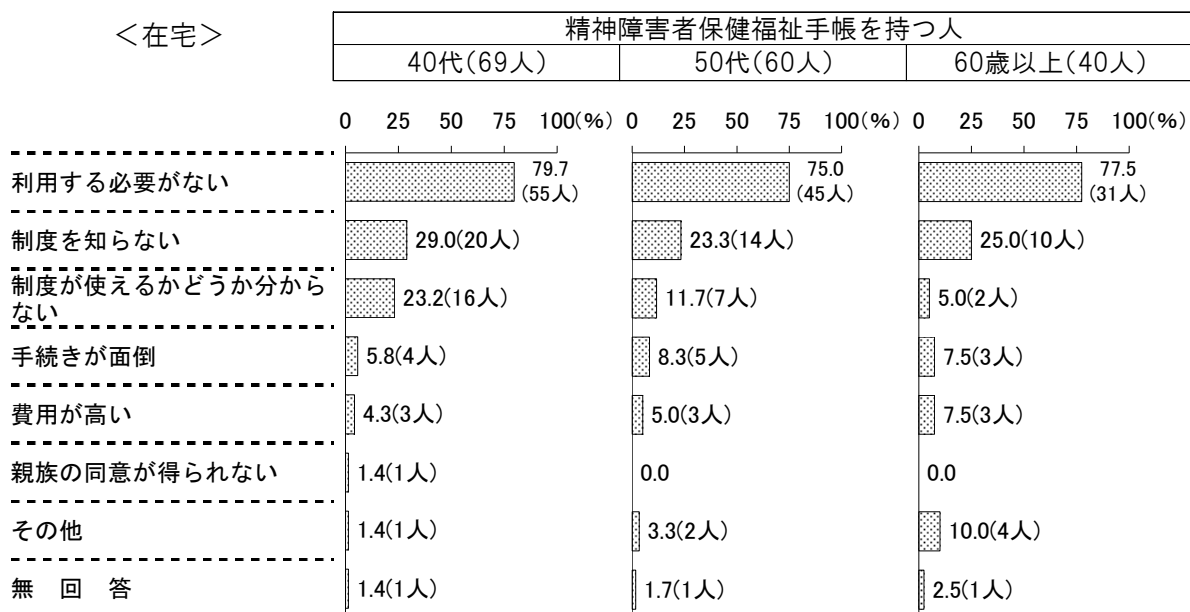 ＜在宅＞
精神障害者保健福祉手帳を持つ人
40代(69人) 50代(60人) 60歳以上(40人)
0 25 50 75 100(%) 0 25 50 75 100(%) 0 25 50 75 100(%)
利用する必要がない 79.7 (55人) 75.0 (45人) 77.5 (31人)
制度を知らない 29.0(20人) 23.3(14人) 25.0(10人)
制度が使えるかどうか分から
ない 23.2(16人) 11.7(7人) 5.0(2人)
手続きが面倒 5.8(4人) 8.3(5人) 7.5(3人)
費用が高い 4.3(3人) 5.0(3人) 7.5(3人)
親族の同意が得られない 1.4(1人) 0.0 0.0
その他 1.4(1人) 3.3(2人) 10.0(4人)
無　回　答 1.4(1人) 1.7(1人) 2.5(1人)